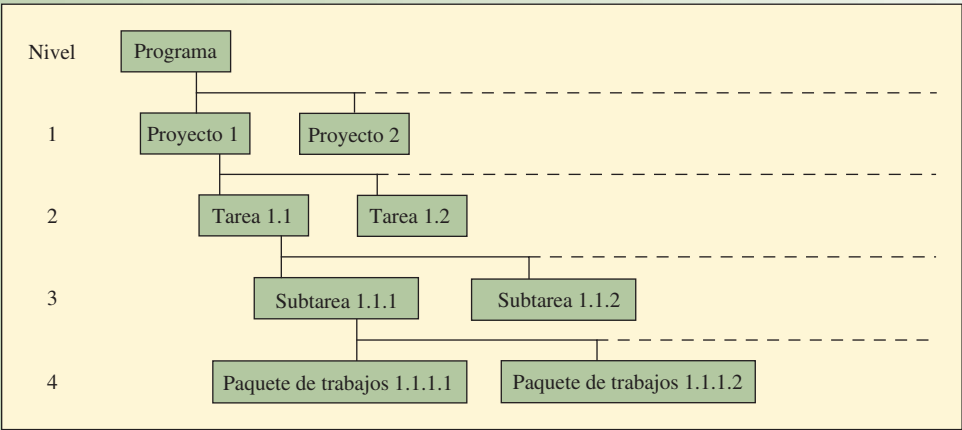 Nivel Programa
1 Proyecto 1 Proyecto 2
2 Tarea 1.1 Tarea 1.2
3 Subtarea 1.1.1 Subtarea 1.1.2
4 Paquete de trabajos 1.1.1.1 Paquete de trabajos 1.1.1.2